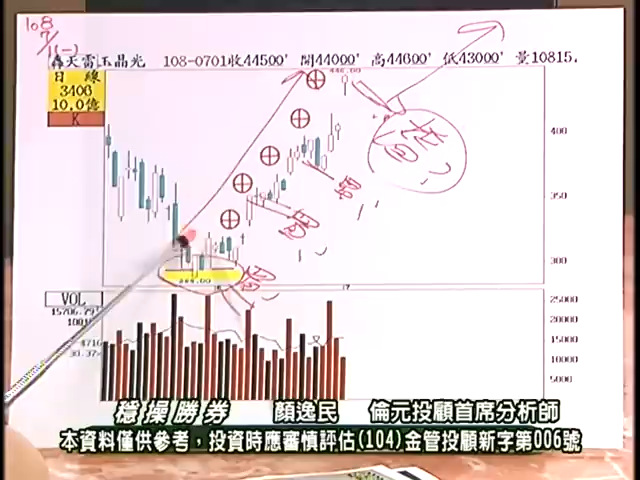 108
7/1(一)
轟天雷玉晶光 108-0701收44500' 開44000' 高44600' 低43000' 量10815.
日 線
3406
10.0億
K
446.00
400
350
300
VOL
25000
20000
15000
10000
5000
穩操勝券 顏逸民 倫元投顧首席分析師
本資料僅供參考，投資時應審慎評估(104)金管投顧新字第006號